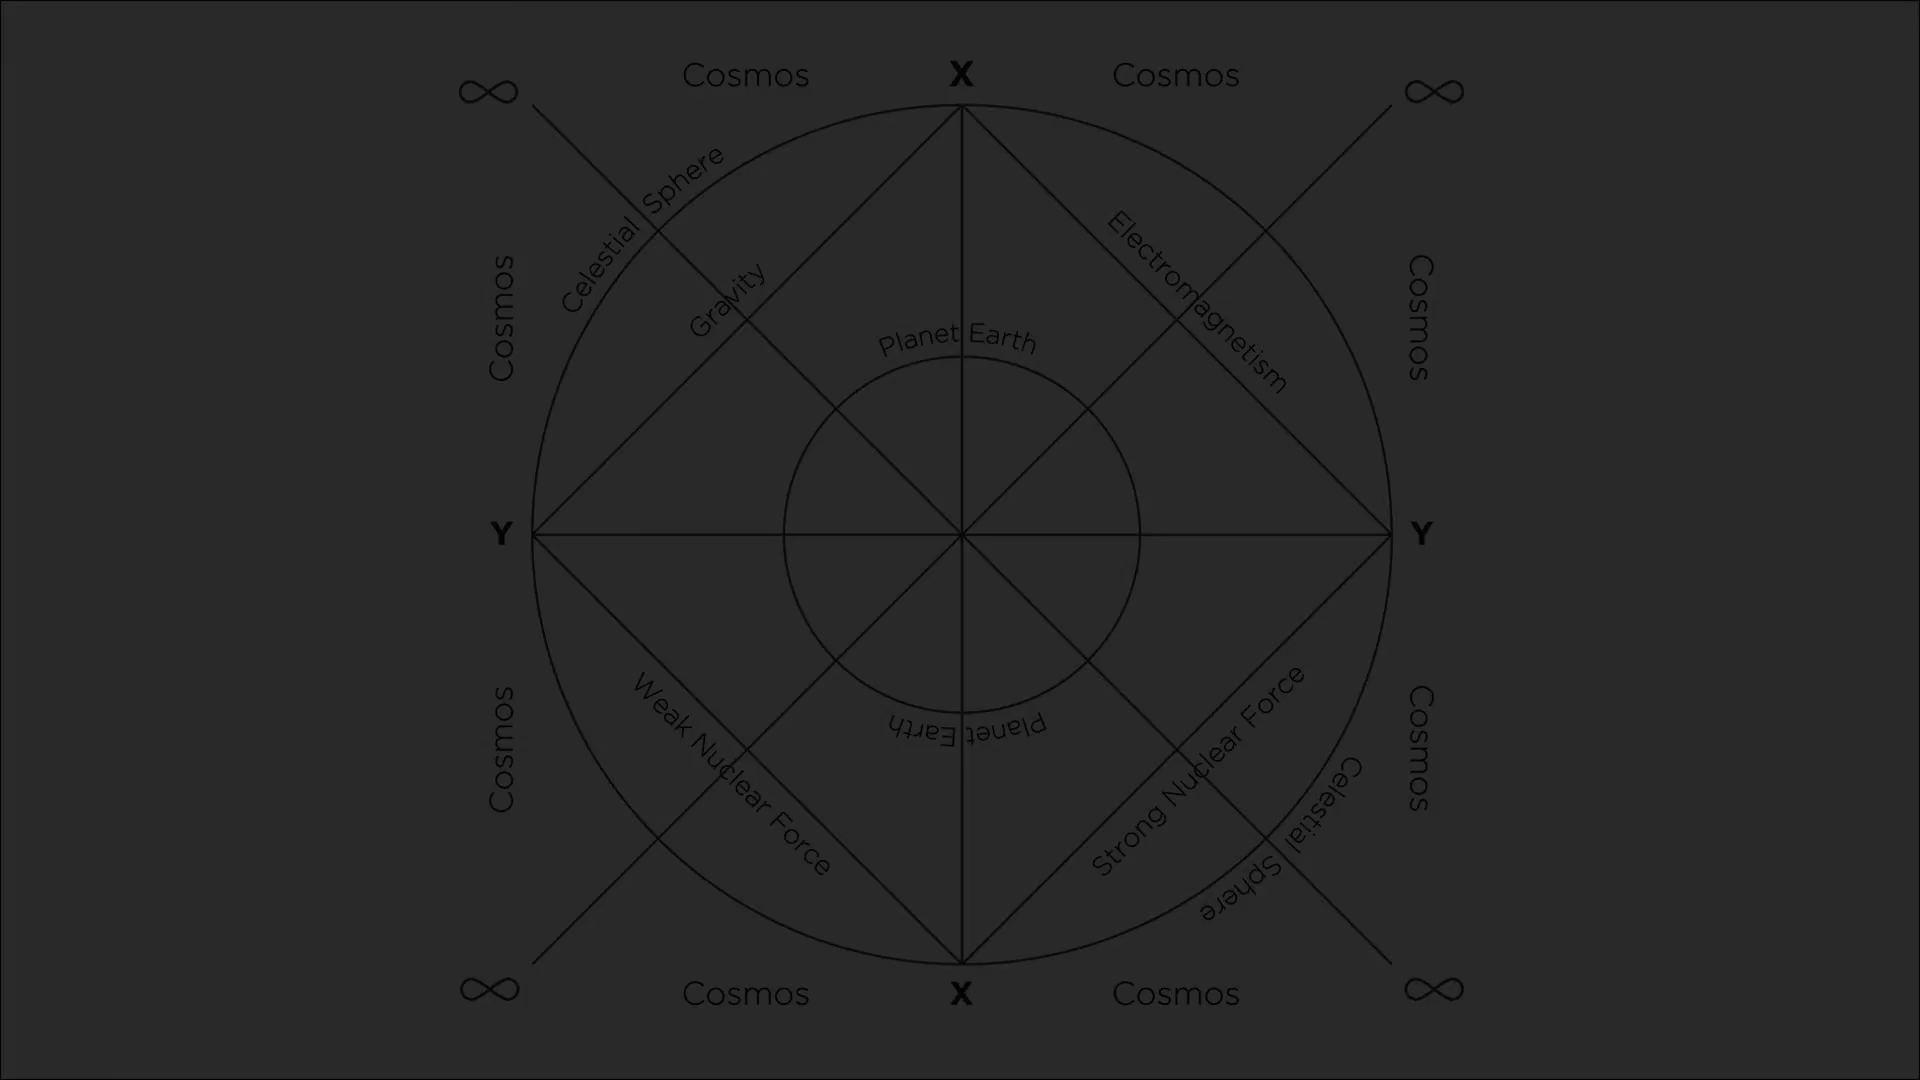 Cosmos X Cosmos
∞ ∞
Celestial Sphere
Gravity
Electromagnetism
Cosmos
Cosmos
Planet Earth
Y Y
Weak Nuclear Force
Strong Nuclear Force
Planet Earth
Cosmos
Cosmos
Celestial Sphere
∞ ∞
Cosmos X Cosmos